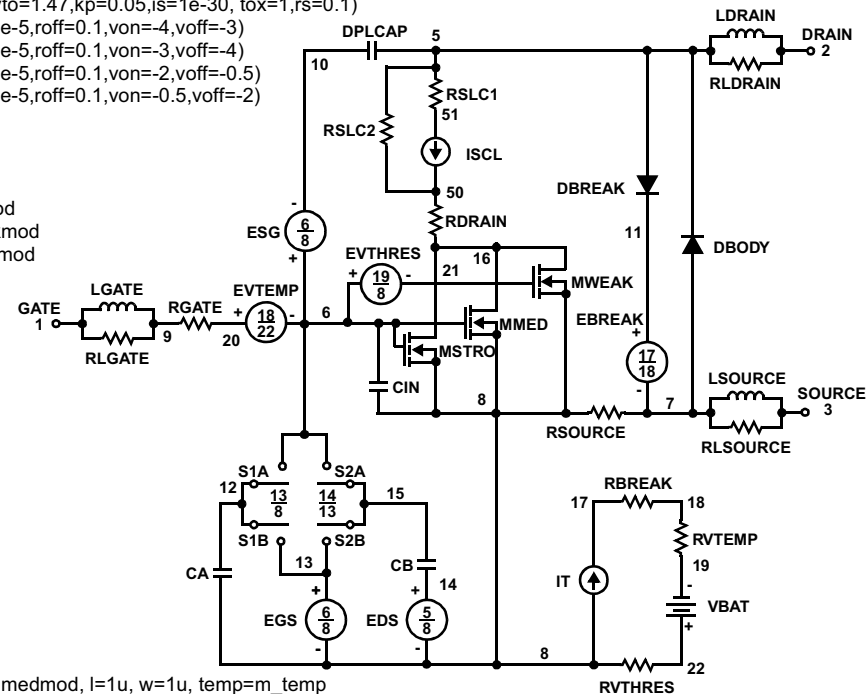 vto=1.47,kp=0.05,is=1e-30, tox=1,rs=0.1)
e-5,roff=0.1,von=-4,voff=-3)
e-5,roff=0.1,von=-3,voff=-4)
e-5,roff=0.1,von=-2,voff=-0.5)
e-5,roff=0.1,von=-0.5,voff=-2)
LDRAIN
DPLCAP 5 DRAIN
2
10
RLDRAIN
RSLC1
51
RSLC2
ISCL
50
DBREAK
RDRAIN
ESG 6
8
-
+
11
DBODY
EVTHRES
+ 19
8 -
21 16
MWEAK
LGATE
GATE
1
RGATE
EVTEMP
+ 18
22 -
6
9 20
RLGATE
MMED
EBREAK
+
MSTRO
17
18
-
CIN
8
LSOURCE
7
SOURCE
3
RSOURCE
RLSOURCE
S1A S2A
12 13
8 14
13 15
S1B S2B
13
CA
CB
14
+ +
EGS 6
8 EDS 5
8
- -
RBREAK
17 18
RVTEMP
19
IT
-
VBAT
+
8 22
RVTHRES
od
mod
mod
medmod, l=1u, w=1u, temp=m_temp